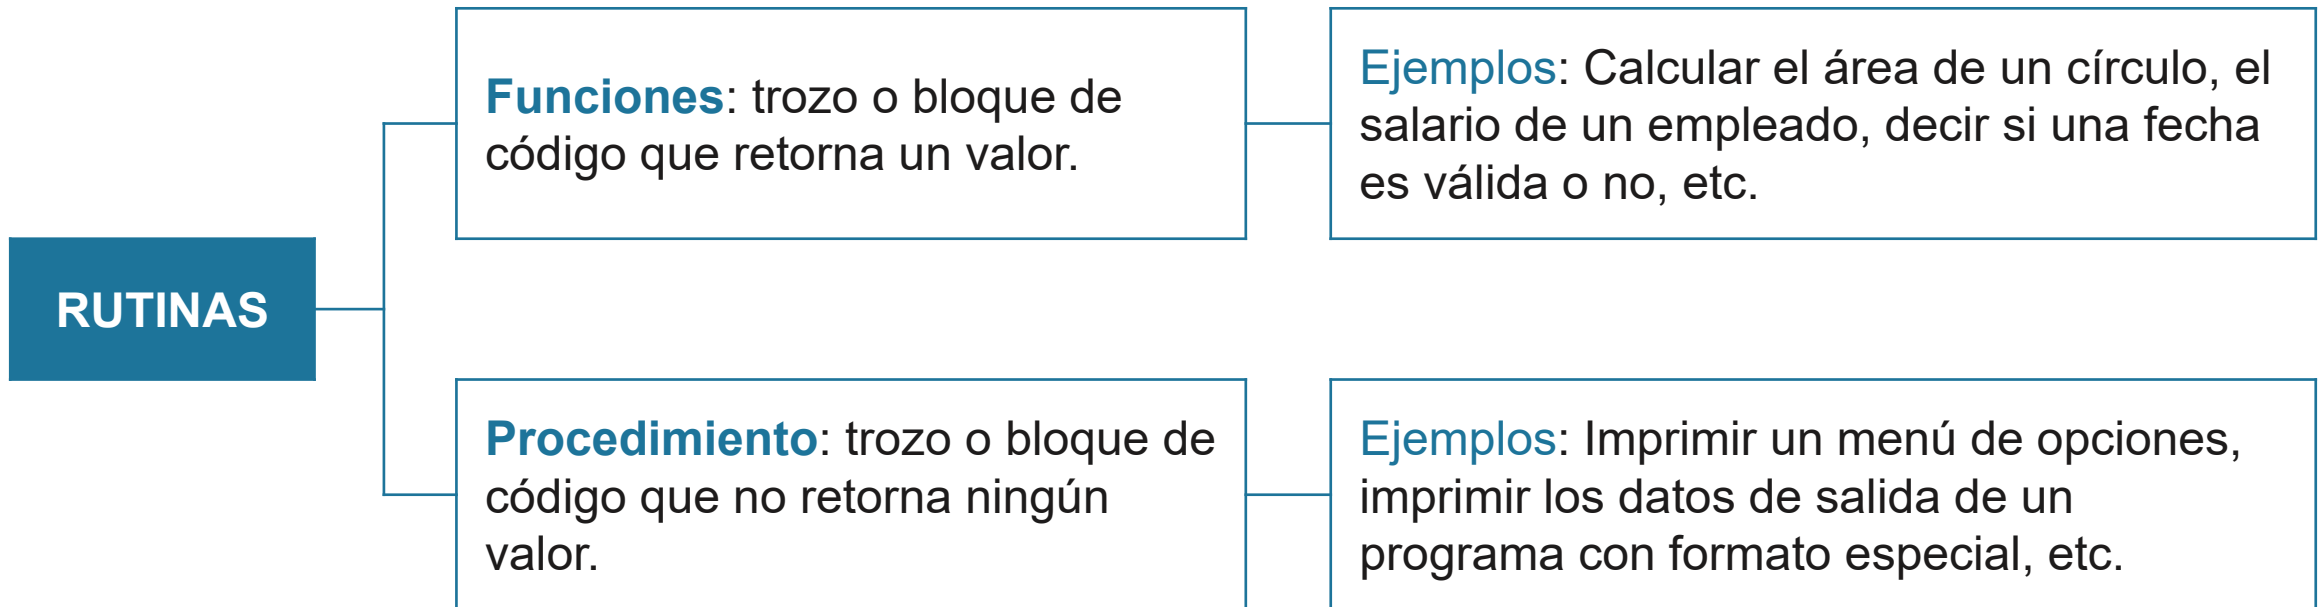 RUTINAS
Funciones: trozo o bloque de
código que retorna un valor.
Ejemplos: Calcular el área de un círculo, el
salario de un empleado, decir si una fecha
es válida o no, etc.
Procedimiento: trozo o bloque de
código que no retorna ningún
valor.
Ejemplos: Imprimir un menú de opciones,
imprimir los datos de salida de un
programa con formato especial, etc.